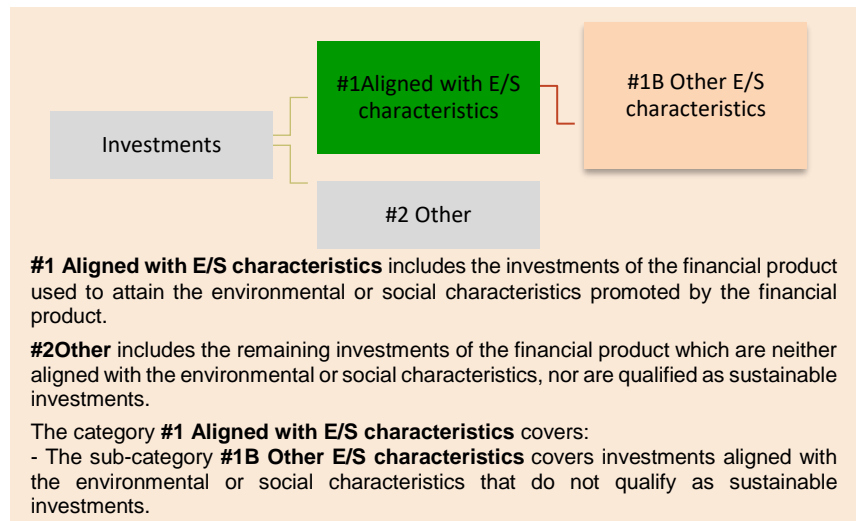 #1Aligned with E/S
characteristics
#1B Other E/S
characteristics
Investments
#2 Other
#1 Aligned with E/S characteristics includes the investments of the financial product
used to attain the environmental or social characteristics promoted by the financial
product.
#2Other includes the remaining investments of the financial product which are neither
aligned with the environmental or social characteristics, nor are qualified as sustainable
investments.
The category #1 Aligned with E/S characteristics covers:
- The sub-category #1B Other E/S characteristics covers investments aligned with
the environmental or social characteristics that do not qualify as sustainable
investments.